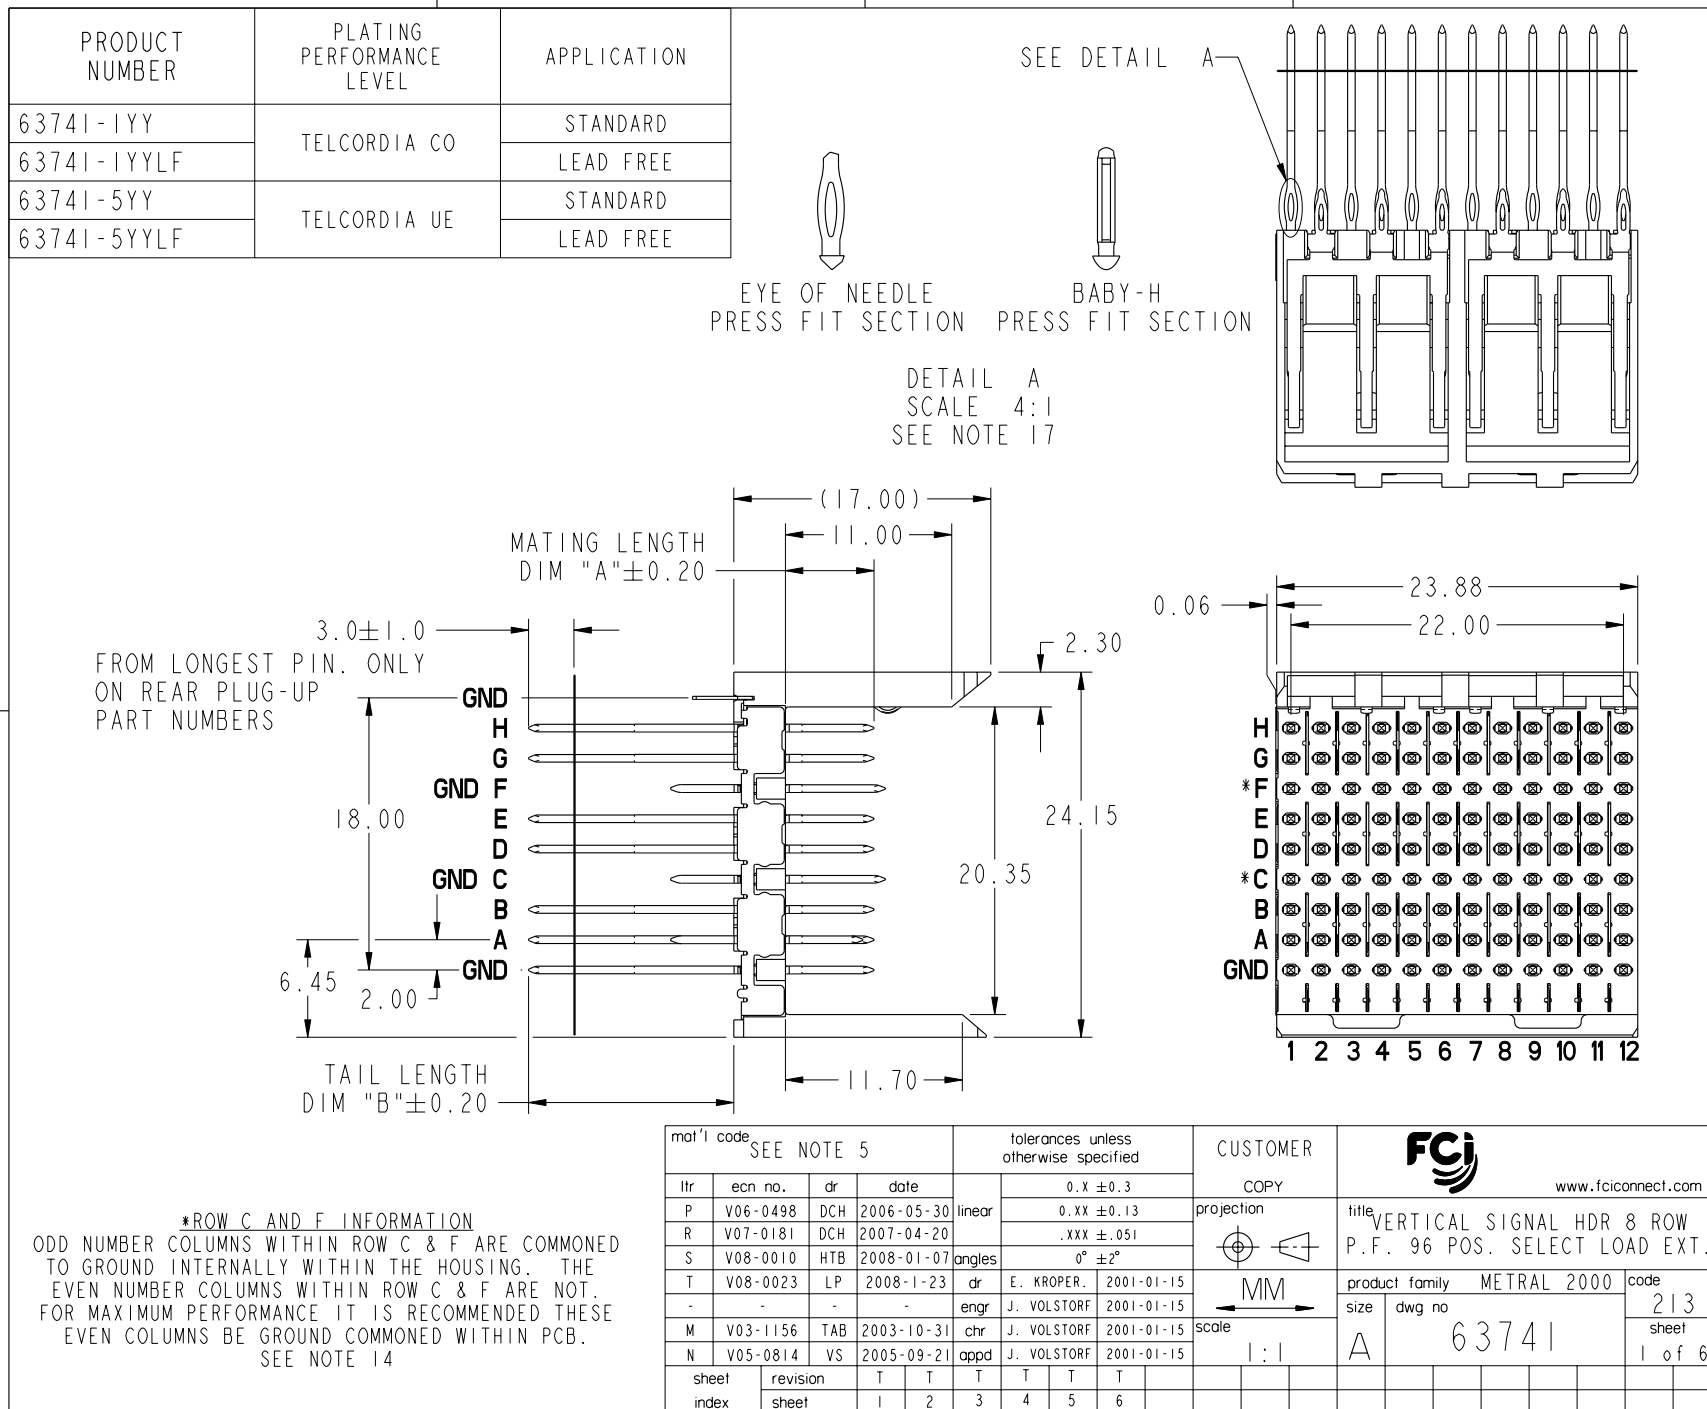 PRODUCT NUMBER
PLATING PERFORMANCE LEVEL
APPLICATION
63741-1YY
TELCORDIA CO
STANDARD
63741-1YYLF
LEAD FREE
63741-5YY
TELCORDIA UE
STANDARD
63741-5YYLF
LEAD FREE
SEE DETAIL A
EYE OF NEEDLE
PRESS FIT SECTION
BABY-H
PRESS FIT SECTION
DETAIL A
SCALE 4:1
SEE NOTE 17
(17.00)
11.00
MATING LENGTH
DIM "A"±0.20
3.0±1.0
FROM LONGEST PIN. ONLY
ON REAR PLUG-UP
PART NUMBERS
2.30
GND
H
G
GND F
E
D
GND C
B
A
GND
18.00
6.45
2.00
24.15
20.35
11.70
TAIL LENGTH
DIM "B"±0.20
23.88
0.06
22.00
H
G
*F
E
D
*C
B
A
GND
1 2 3 4 5 6 7 8 9 10 11 12
*ROW C AND F INFORMATION
ODD NUMBER COLUMNS WITHIN ROW C & F ARE COMMONED
TO GROUND INTERNALLY WITHIN THE HOUSING. THE
EVEN NUMBER COLUMNS WITHIN ROW C & F ARE NOT.
FOR MAXIMUM PERFORMANCE IT IS RECOMMENDED THESE
EVEN COLUMNS BE GROUND COMMONED WITHIN PCB.
SEE NOTE 14
mat'l code SEE NOTE 5
tolerances unless
otherwise specified
CUSTOMER
COPY
FCi
www.fciconnect.com
ltr ecn no. dr date
P V06-0498 DCH 2006-05-30
R V07-0181 DCH 2007-04-20
S V08-0010 HTB 2008-01-07
T V08-0023 LP 2008-1-23
- - - -
M V03-1156 TAB 2003-10-31
N V05-0814 VS 2005-09-21
linear
0.X ±0.3
0.XX ±0.13
.XXX ±.051
angles 0° ±2°
dr E. KROPER. 2001-01-15
engr J. VOLSTORF 2001-01-15
chr J. VOLSTORF 2001-01-15
appd J. VOLSTORF 2001-01-15
projection
MM
scale
1:1
title VERTICAL SIGNAL HDR 8 ROW
P.F. 96 POS. SELECT LOAD EXT.
product family METRAL 2000
code
213
size
A
dwg no
63741
sheet
1 of 6
sheet index
revision T T T T T T
sheet 1 2 3 4 5 6